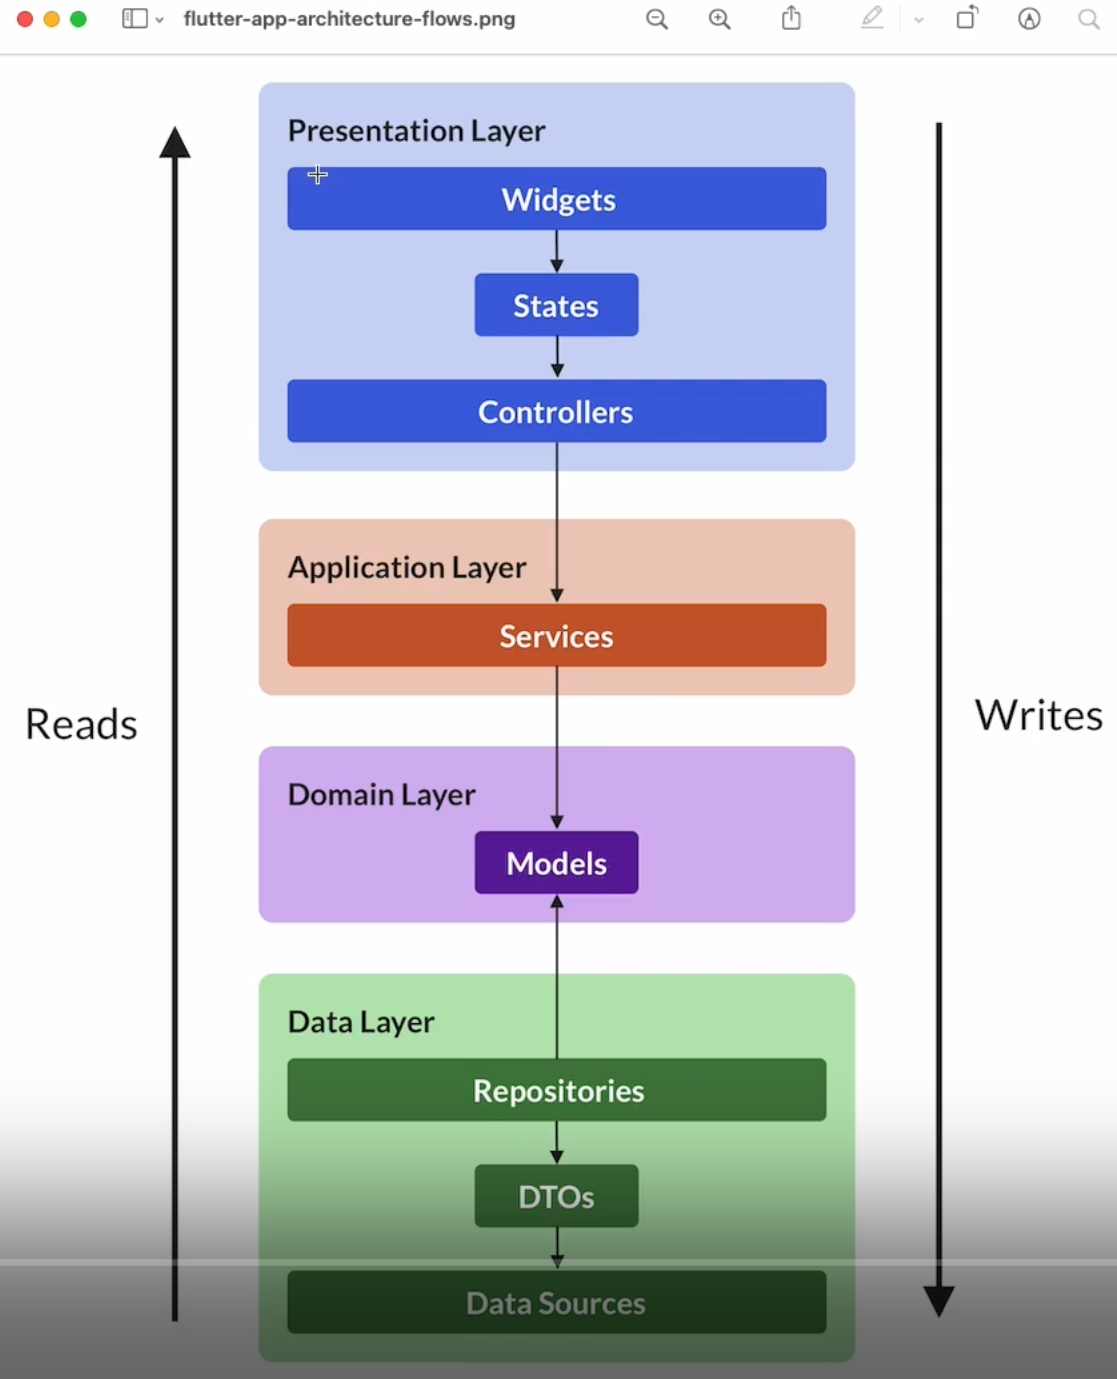 flutter-app-architecture-flows.png
Presentation Layer
Widgets
States
Controllers
Application Layer
Services
Reads
Writes
Domain Layer
Models
Data Layer
Repositories
DTOs
Data Sources